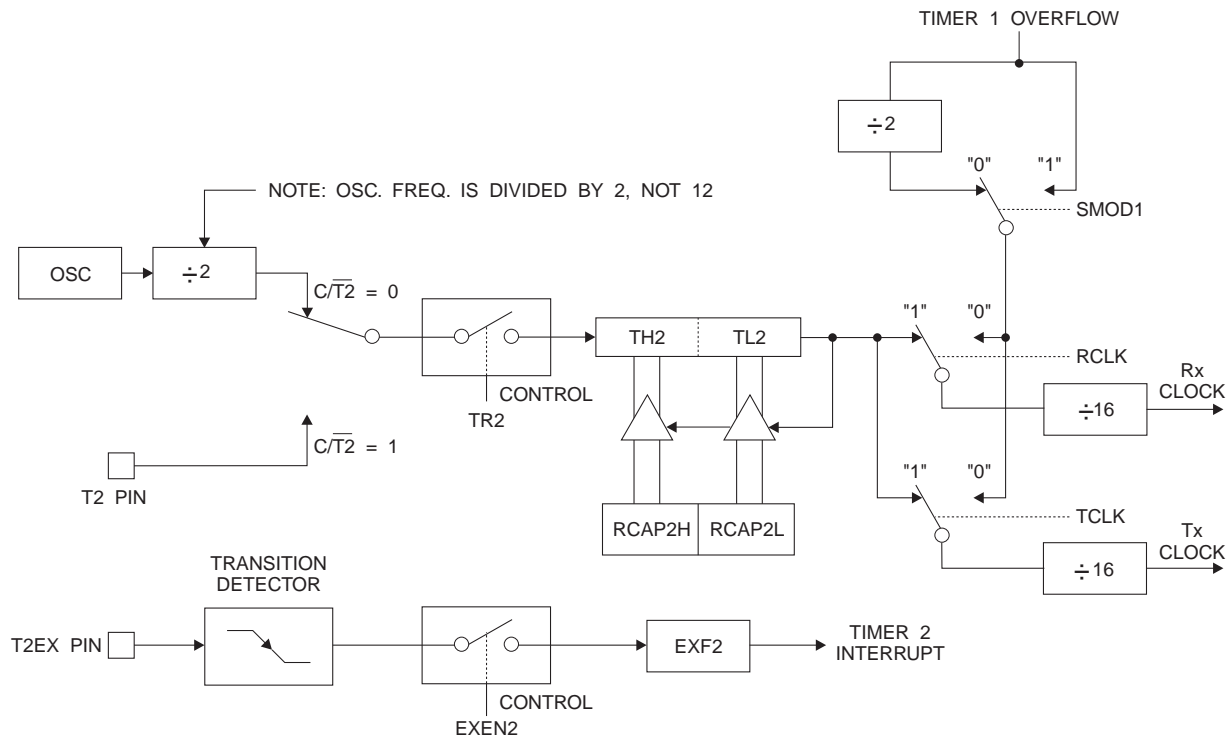 TIMER 1 OVERFLOW
÷2
"0" "1"
NOTE: OSC. FREQ. IS DIVIDED BY 2, NOT 12
SMOD1
OSC
÷2
C/T2̅ = 0
"1" "0"
TH2 TL2
RCLK
CONTROL
TR2
Rx
CLOCK
÷16
C/T2̅ = 1
T2 PIN
"1" "0"
RCAP2H RCAP2L
TCLK
Tx
CLOCK
÷16
TRANSITION
DETECTOR
T2EX PIN
EXF2
TIMER 2
INTERRUPT
CONTROL
EXEN2